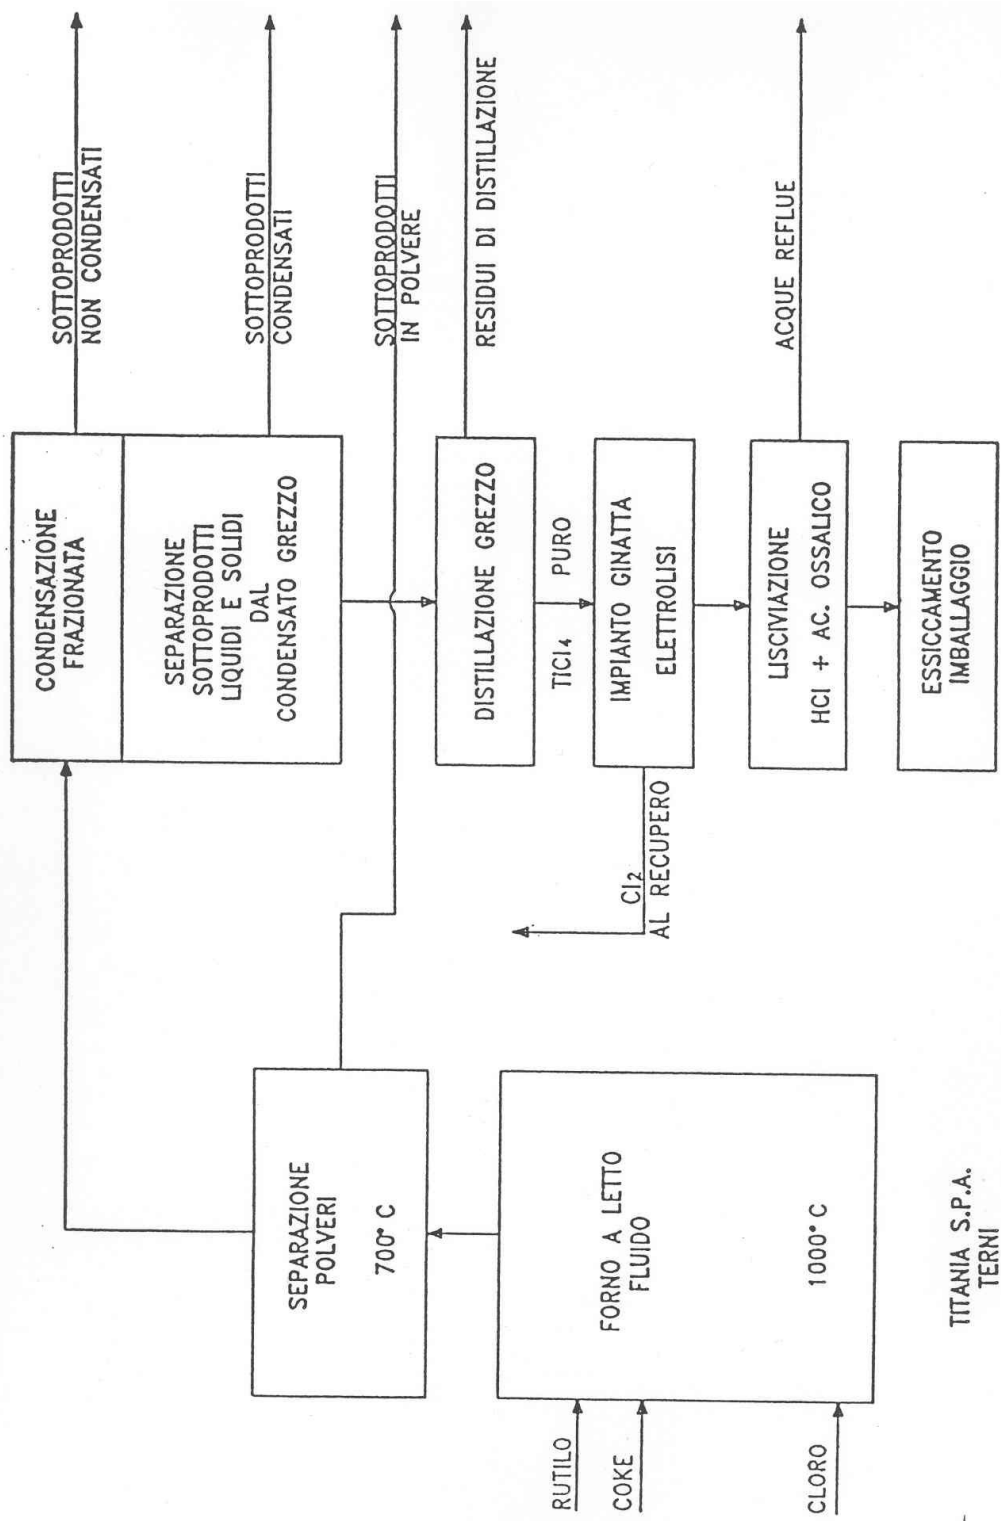 RUTILO
COKE
CLORO
FORNO A LETTO
FLUIDO
1000° C
SEPARAZIONE
POLVERI
700° C
CONDENSAZIONE
FRAZIONATA
SEPARAZIONE
SOTTOPRODOTTI
LIQUIDI E SOLIDI
DAL
CONDENSATO GREZZO
SOTTOPRODOTTI
NON CONDENSATI
SOTTOPRODOTTI
CONDENSATI
SOTTOPRODOTTI
IN POLVERE
DISTILLAZIONE GREZZO
RESIDUI DI DISTILLAZIONE
TICl4 PURO
IMPIANTO GINATTA
ELETTROLISI
Cl2
AL RECUPERO
LISCIVIAZIONE
HCl + AC. OSSALICO
ACQUE REFLUE
ESSICCAMENTO
IMBALLAGGIO
TITANIA S.P.A.
TERNI